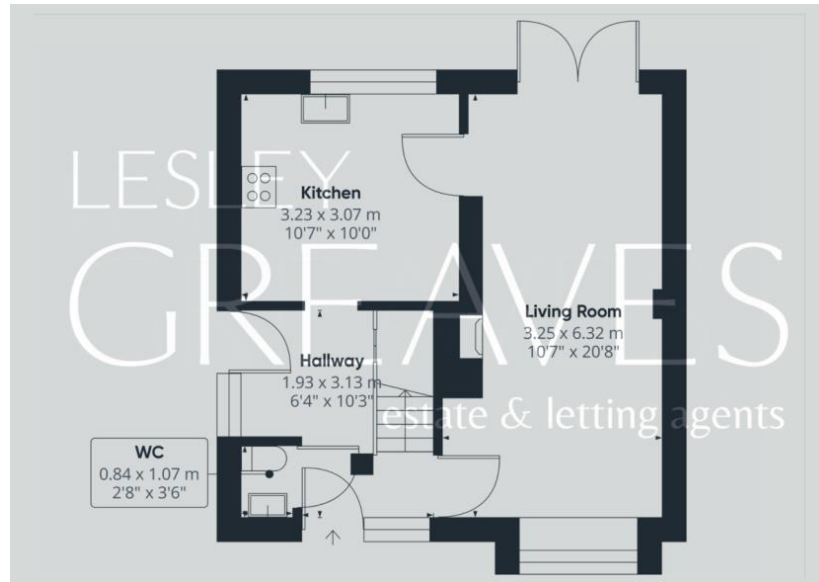 LESLEY
GREAVES
estate & letting agents
Kitchen
3.23 x 3.07 m
10'7" x 10'0"
Living Room
3.25 x 6.32 m
10'7" x 20'8"
Hallway
1.93 x 3.13 m
6'4" x 10'3"
WC
0.84 x 1.07 m
2'8" x 3'6"